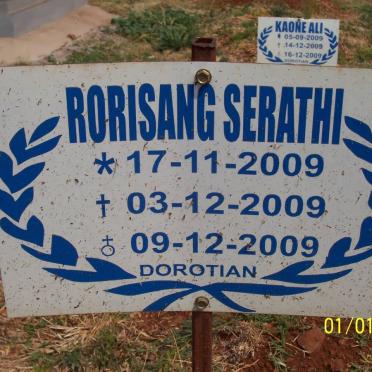 KAONE ALI
* 05-09-2009
† 14-12-2009
♁ 16-12-2009
DOROTIAN
RORISANG SERATHI
* 17-11-2009
† 03-12-2009
♁ 09-12-2009
DOROTIAN
01/01